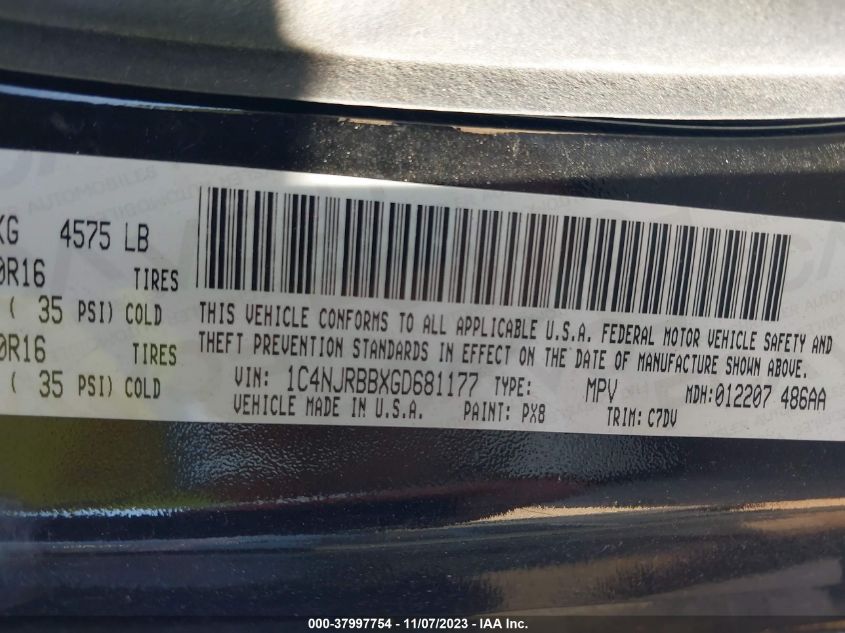 KG 4575 LB
0R16 TIRES
( 35 PSI) COLD
0R16 TIRES
( 35 PSI) COLD
THIS VEHICLE CONFORMS TO ALL APPLICABLE U.S.A. FEDERAL MOTOR VEHICLE SAFETY AND
THEFT PREVENTION STANDARDS IN EFFECT ON THE DATE OF MANUFACTURE SHOWN ABOVE.
VIN: 1C4NJRBBXGD681177 TYPE: MPV MDH:012207 486AA
VEHICLE MADE IN U.S.A. PAINT: PX8 TRIM: C7DV
000-37997754 - 11/07/2023 - IAA Inc.